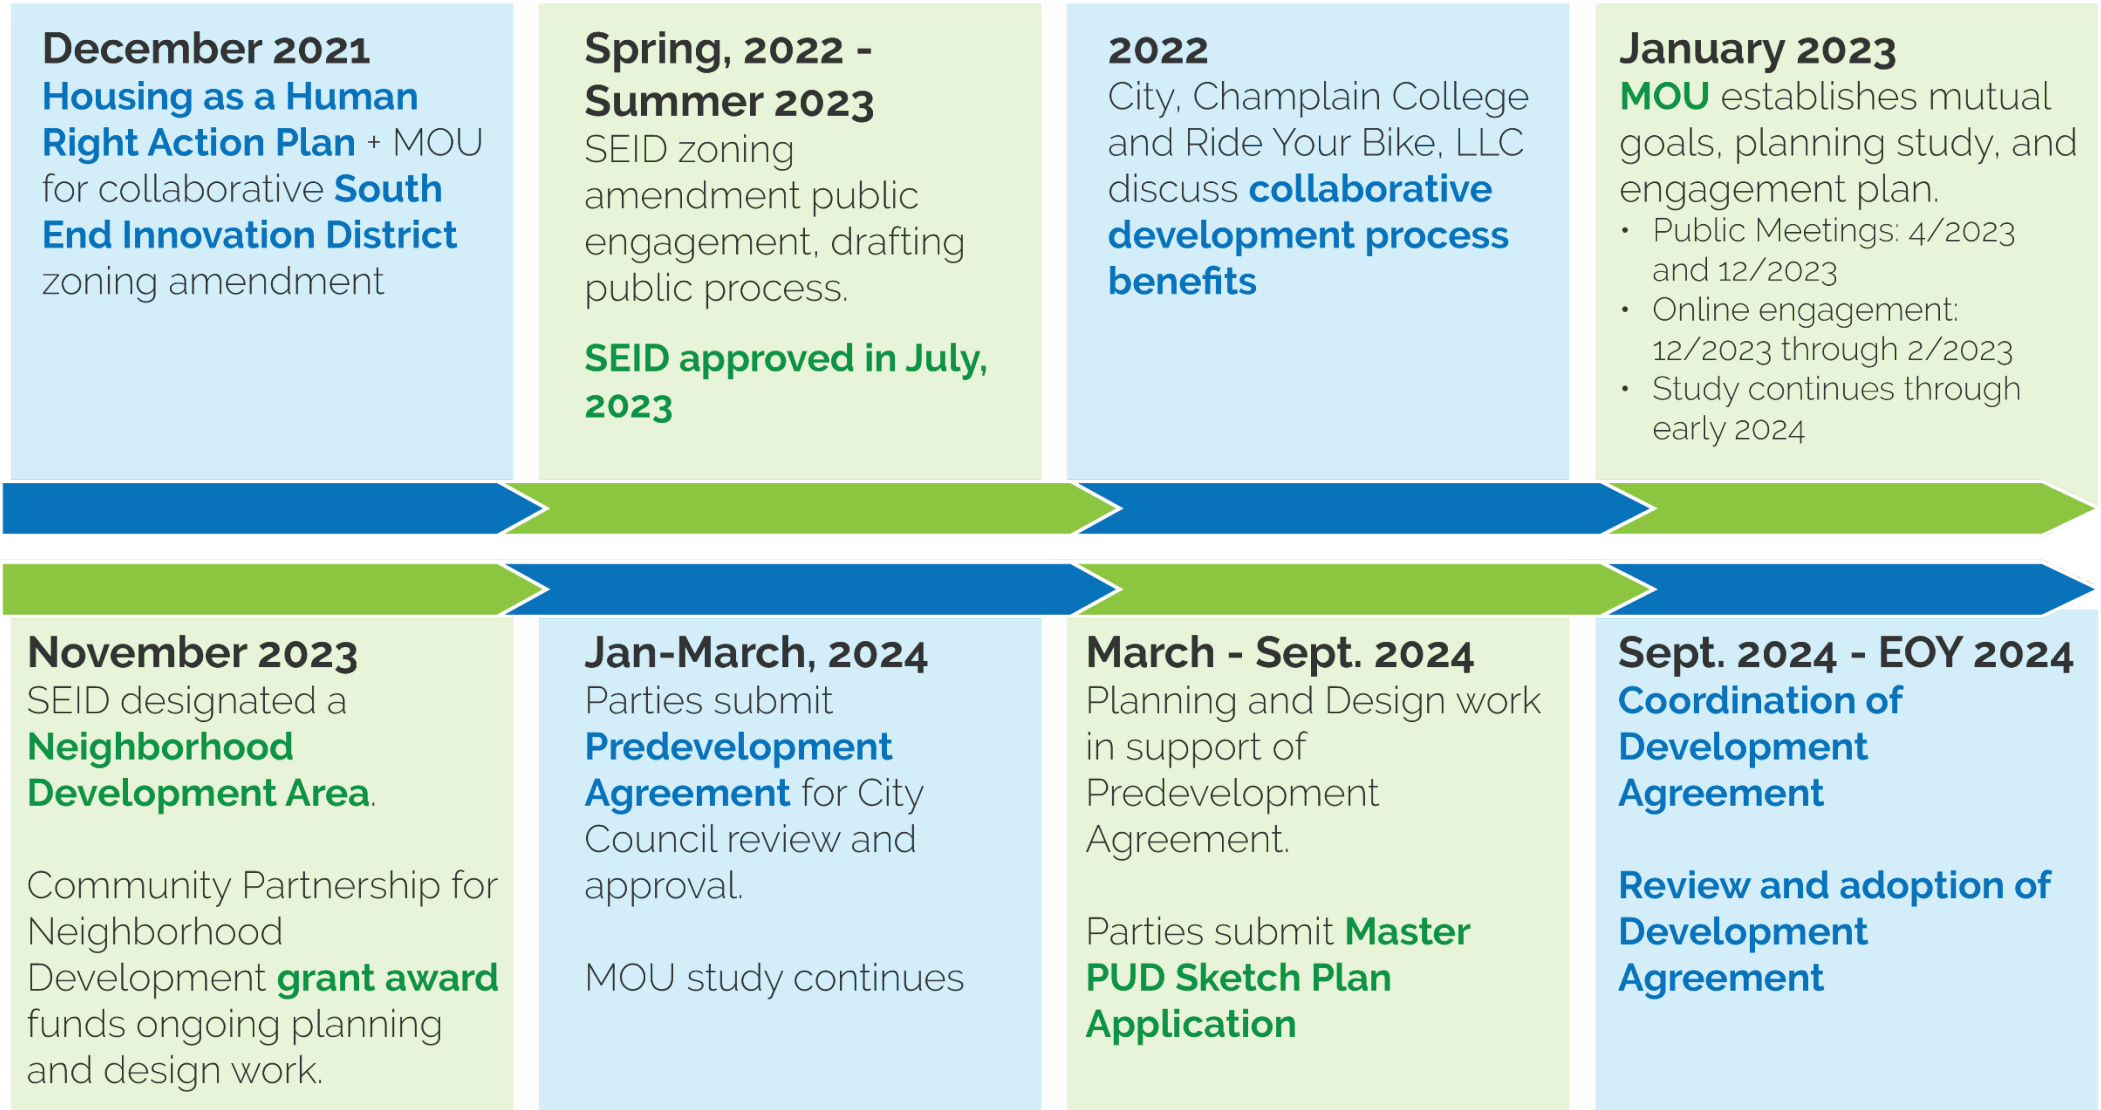 December 2021
Housing as a Human
Right Action Plan + MOU
for collaborative South
End Innovation District
zoning amendment
Spring, 2022 -
Summer 2023
SEID zoning
amendment public
engagement, drafting
public process.
SEID approved in July,
2023
2022
City, Champlain College
and Ride Your Bike, LLC
discuss collaborative
development process
benefits
January 2023
MOU establishes mutual
goals, planning study, and
engagement plan.
• Public Meetings: 4/2023
and 12/2023
• Online engagement:
12/2023 through 2/2023
• Study continues through
early 2024
November 2023
SEID designated a
Neighborhood
Development Area.
Community Partnership for
Neighborhood
Development grant award
funds ongoing planning
and design work.
Jan-March, 2024
Parties submit
Predevelopment
Agreement for City
Council review and
approval.
MOU study continues
March - Sept. 2024
Planning and Design work
in support of
Predevelopment
Agreement.
Parties submit Master
PUD Sketch Plan
Application
Sept. 2024 - EOY 2024
Coordination of
Development
Agreement
Review and adoption of
Development
Agreement